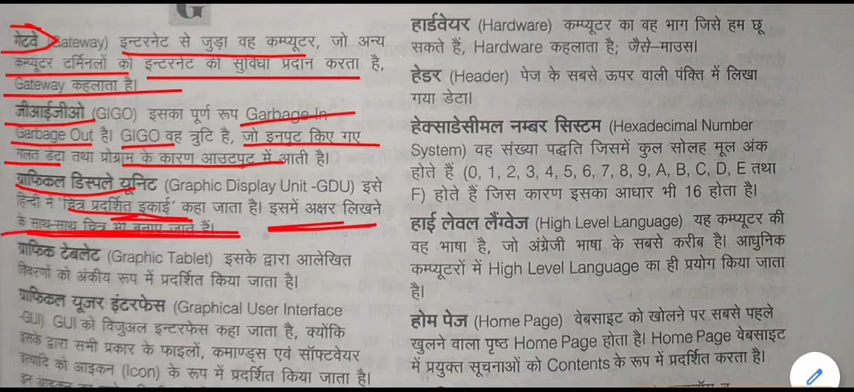 G
गेटवे (Gateway) इन्टरनेट से जुड़ा वह कम्प्यूटर, जो अन्य
कम्प्यूटर टर्मिनलों को इन्टरनेट की सुविधा प्रदान करता है,
Gateway कहलाता है।
जीआईजीओ (GIGO) इसका पूर्ण रूप Garbage In
Garbage Out है। GIGO वह त्रुटि है, जो इनपुट किए गए
गलत डेटा तथा प्रोग्राम के कारण आउटपुट में आती है।
ग्राफिकल डिस्पले यूनिट (Graphic Display Unit -GDU) इसे
हिन्दी में 'चित्र प्रदर्शित इकाई' कहा जाता है। इसमें अक्षर लिखने
के साथ-साथ चित्र भी बनाए जाते हैं।
ग्राफिक टेबलेट (Graphic Tablet) इसके द्वारा आलेखित
विवरणों को अंकीय रूप में प्रदर्शित किया जाता है।
ग्राफिकल यूजर इंटरफेस (Graphical User Interface
-GUI) GUI को विजुअल इन्टरफेस कहा जाता है, क्योंकि
इसके द्वारा सभी प्रकार के फाइलों, कमाण्ड्स एवं सॉफ्टवेयर
इत्यादि को आइकन (Icon) के रूप में प्रदर्शित किया जाता है।
हार्डवेयर (Hardware) कम्प्यूटर का वह भाग जिसे हम छू
सकते हैं, Hardware कहलाता है; जैसे–माउस।
हेडर (Header) पेज के सबसे ऊपर वाली पंक्ति में लिखा
गया डेटा।
हेक्साडेसीमल नम्बर सिस्टम (Hexadecimal Number
System) वह संख्या पद्धति जिसमें कुल सोलह मूल अंक
होते हैं (0, 1, 2, 3, 4, 5, 6, 7, 8, 9, A, B, C, D, E तथा
F) होते हैं जिस कारण इसका आधार भी 16 होता है।
हाई लेवल लैंग्वेज (High Level Language) यह कम्प्यूटर की
वह भाषा है, जो अंग्रेजी भाषा के सबसे करीब है। आधुनिक
कम्प्यूटरों में High Level Language का ही प्रयोग किया जाता
है।
होम पेज (Home Page) वेबसाइट को खोलने पर सबसे पहले
खुलने वाला पृष्ठ Home Page होता है। Home Page वेबसाइट
में प्रयुक्त सूचनाओं को Contents के रूप में प्रदर्शित करता है।